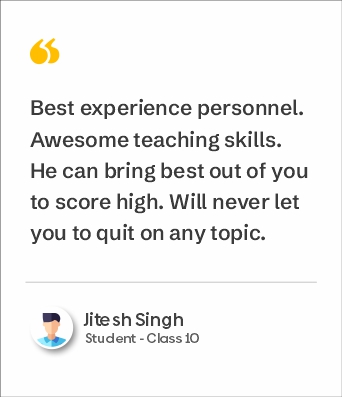 Best experience personnel.
Awesome teaching skills.
He can bring best out of you
to score high. Will never let
you to quit on any topic.
Jitesh Singh
Student - Class 10